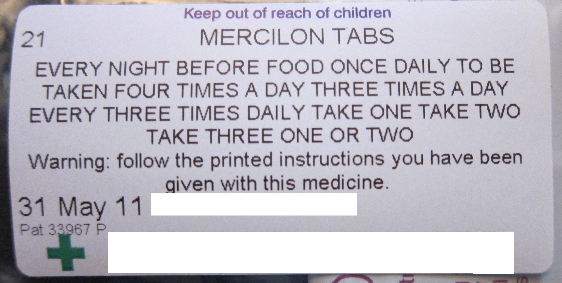 Keep out of reach of children
21 MERCILON TABS
EVERY NIGHT BEFORE FOOD ONCE DAILY TO BE
TAKEN FOUR TIMES A DAY THREE TIMES A DAY
EVERY THREE TIMES DAILY TAKE ONE TAKE TWO
TAKE THREE ONE OR TWO
Warning: follow the printed instructions you have been
given with this medicine.
31 May 11
Pat 33967 P